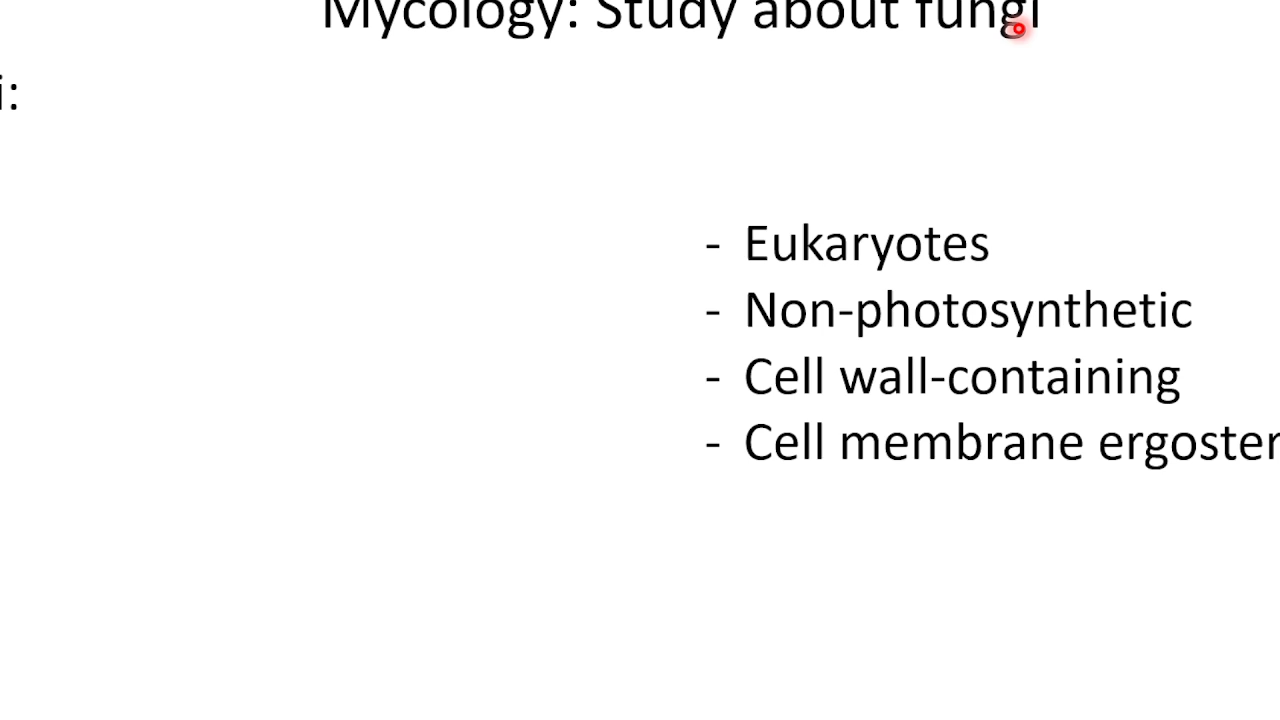 Mycology: Study about fungi
i:
- Eukaryotes
- Non-photosynthetic
- Cell wall-containing
- Cell membrane ergoster